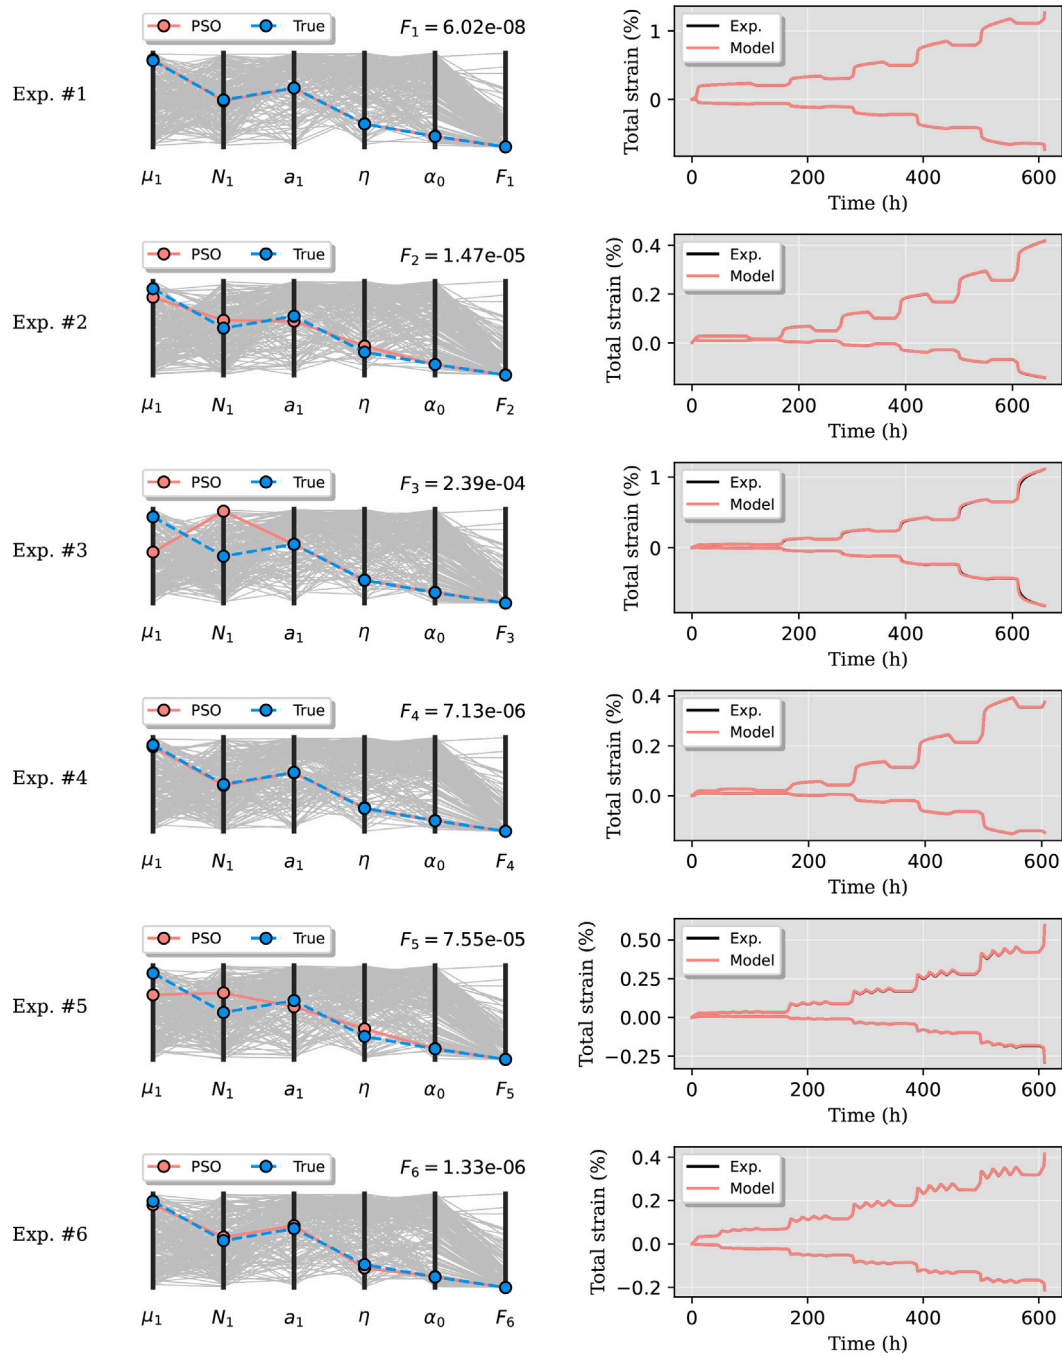 PSO True F₁ = 6.02e-08
Exp. #1
μ₁ N₁ a₁ η α₀ F₁
Total strain (%)
1
0
Exp.
Model
0 200 400 600
Time (h)
PSO True F₂ = 1.47e-05
Exp. #2
μ₁ N₁ a₁ η α₀ F₂
Total strain (%)
0.4
0.2
0.0
Exp.
Model
0 200 400 600
Time (h)
PSO True F₃ = 2.39e-04
Exp. #3
μ₁ N₁ a₁ η α₀ F₃
Total strain (%)
1
0
Exp.
Model
0 200 400 600
Time (h)
PSO True F₄ = 7.13e-06
Exp. #4
μ₁ N₁ a₁ η α₀ F₄
Total strain (%)
0.4
0.2
0.0
Exp.
Model
0 200 400 600
Time (h)
PSO True F₅ = 7.55e-05
Exp. #5
μ₁ N₁ a₁ η α₀ F₅
Total strain (%)
0.50
0.25
0.00
−0.25
Exp.
Model
0 200 400 600
Time (h)
PSO True F₆ = 1.33e-06
Exp. #6
μ₁ N₁ a₁ η α₀ F₆
Total strain (%)
0.4
0.2
0.0
−0.2
Exp.
Model
0 200 400 600
Time (h)